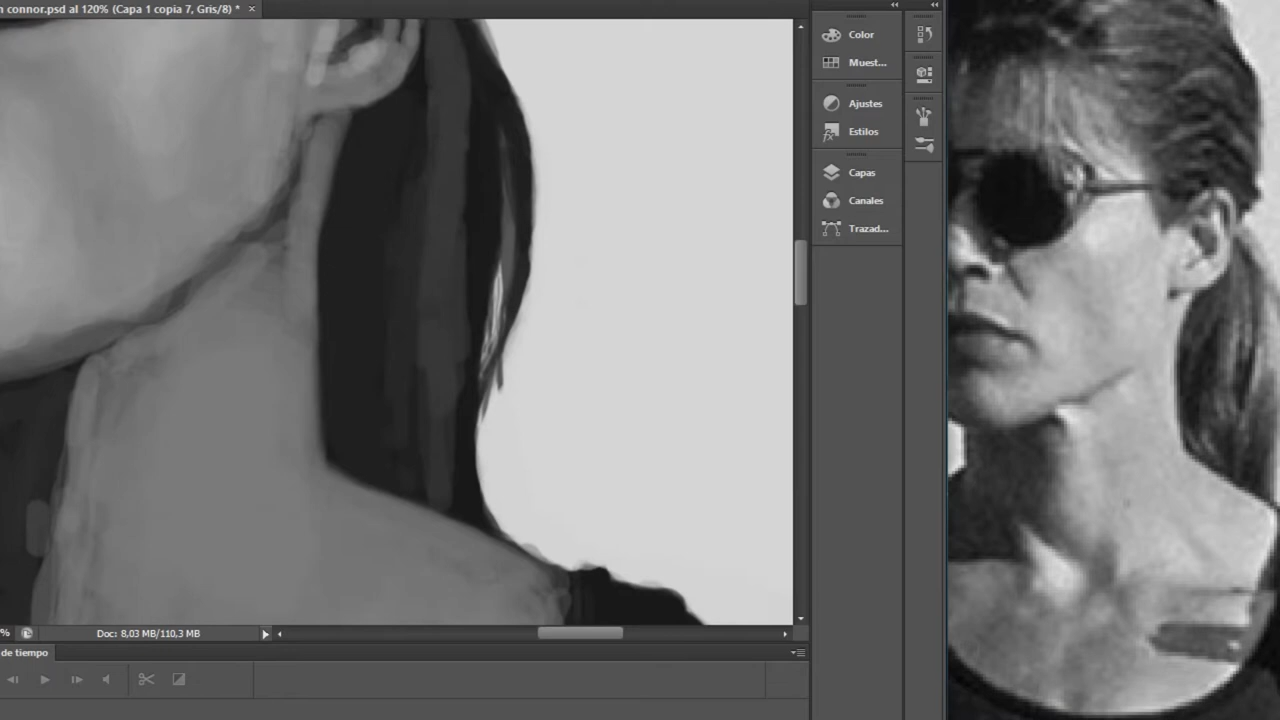 n connor.psd al 120% (Capa 1 copia 7, Gris/8) *
Color
Muest...
Ajustes
Estilos
Capas
Canales
Trazad...
% Doc: 8,03 MB/110,3 MB
de tiempo